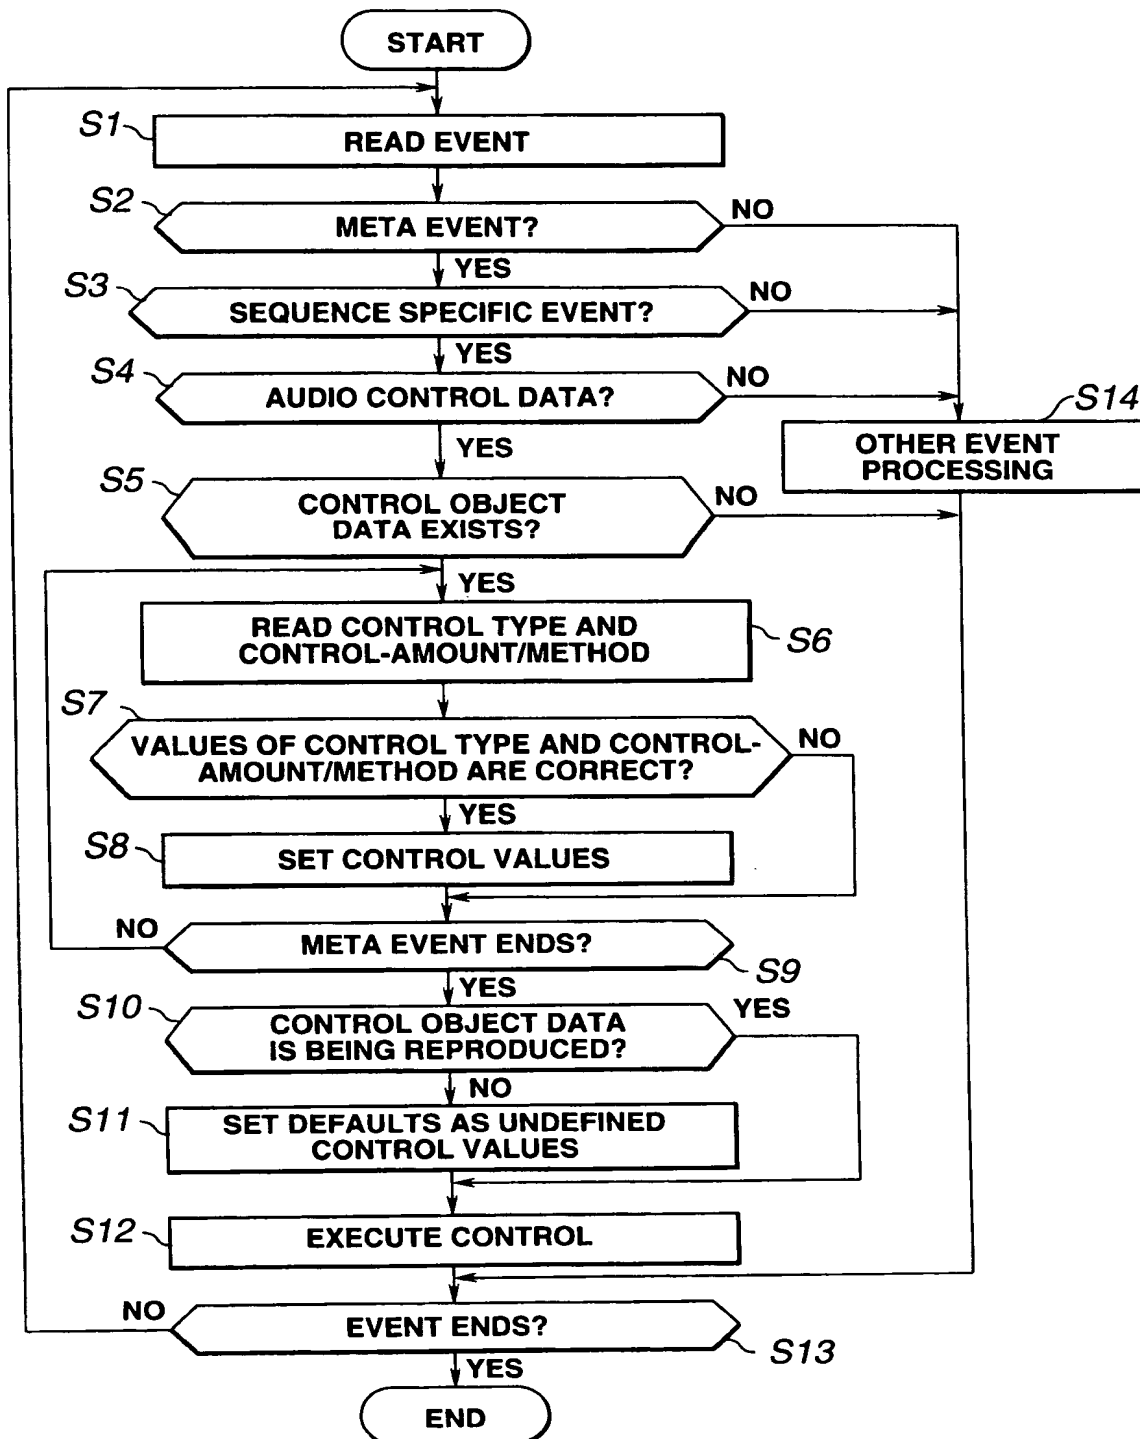 START
S1
READ EVENT
S2
META EVENT?
NO
YES
S3
SEQUENCE SPECIFIC EVENT?
NO
YES
S4
AUDIO CONTROL DATA?
NO
YES
S14
OTHER EVENT
PROCESSING
S5
CONTROL OBJECT
DATA EXISTS?
NO
YES
READ CONTROL TYPE AND
CONTROL-AMOUNT/METHOD
S6
S7
VALUES OF CONTROL TYPE AND CONTROL-
AMOUNT/METHOD ARE CORRECT?
NO
YES
S8
SET CONTROL VALUES
NO
META EVENT ENDS?
S9
YES
S10
CONTROL OBJECT DATA
IS BEING REPRODUCED?
YES
NO
S11
SET DEFAULTS AS UNDEFINED
CONTROL VALUES
S12
EXECUTE CONTROL
NO
EVENT ENDS?
S13
YES
END